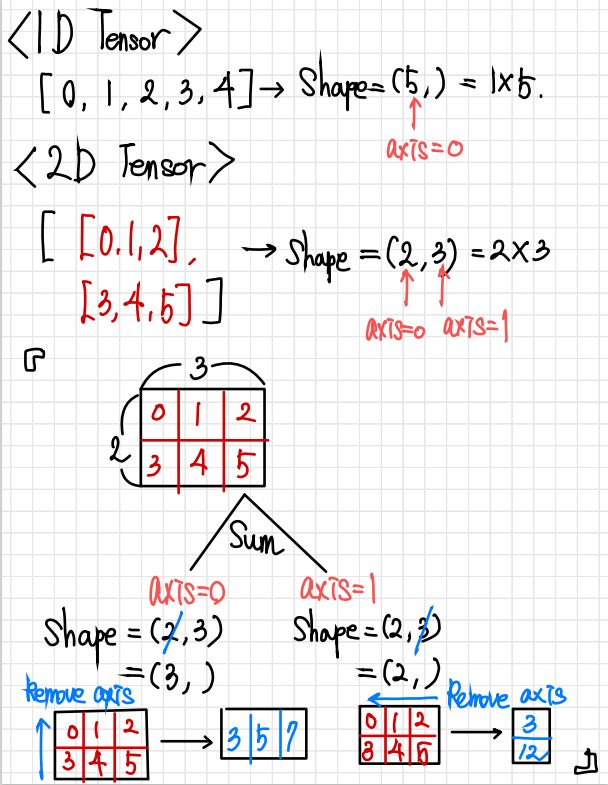 <1D Tensor>
[0, 1, 2, 3, 4] → Shape=(5,) = 1×5.
↑
axis=0
<2D Tensor>
[ [0.1,2],
[3,4,5] ]
→ Shape=(2,3) = 2×3
↑ ↑
axis=0 axis=1
『
3
2
0 1 2
3 4 5
Sum
axis=0
Shape=(2,3)
=(3, )
Remove axis
↑
0 1 2
3 4 5
→
3 5 7
axis=1
Shape=(2,3)
=(2, )
← Remove axis
0 1 2
3 4 5
→
3
12
』